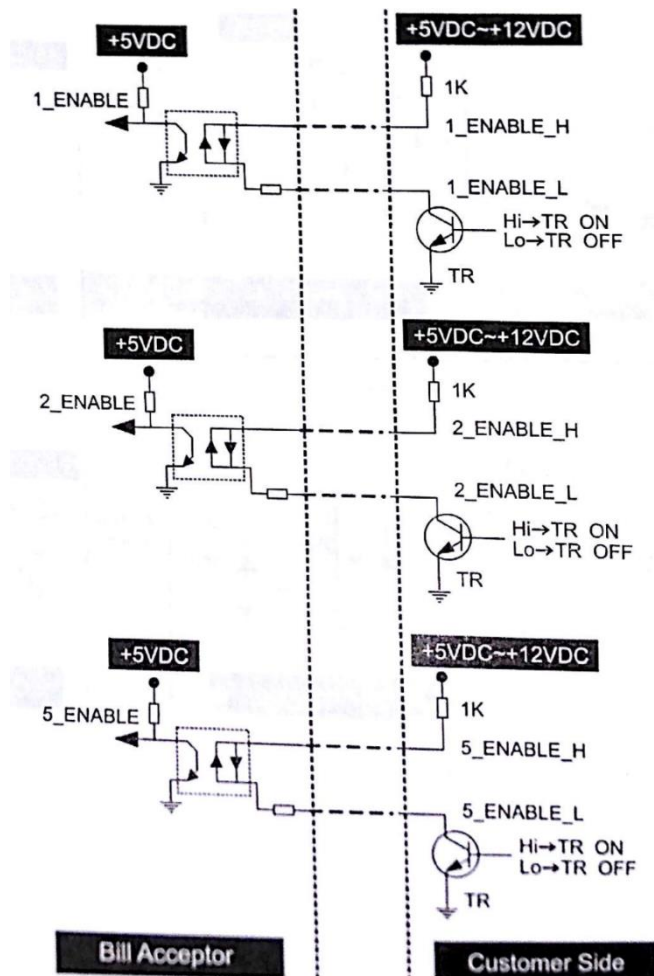 +5VDC
+5VDC~+12VDC
1K
1_ENABLE
1_ENABLE_H
1_ENABLE_L
Hi→TR ON
Lo→TR OFF
TR
+5VDC
+5VDC~+12VDC
1K
2_ENABLE
2_ENABLE_H
2_ENABLE_L
Hi→TR ON
Lo→TR OFF
TR
+5VDC
+5VDC~+12VDC
1K
5_ENABLE
5_ENABLE_H
5_ENABLE_L
Hi→TR ON
Lo→TR OFF
TR
Bill Acceptor
Customer Side